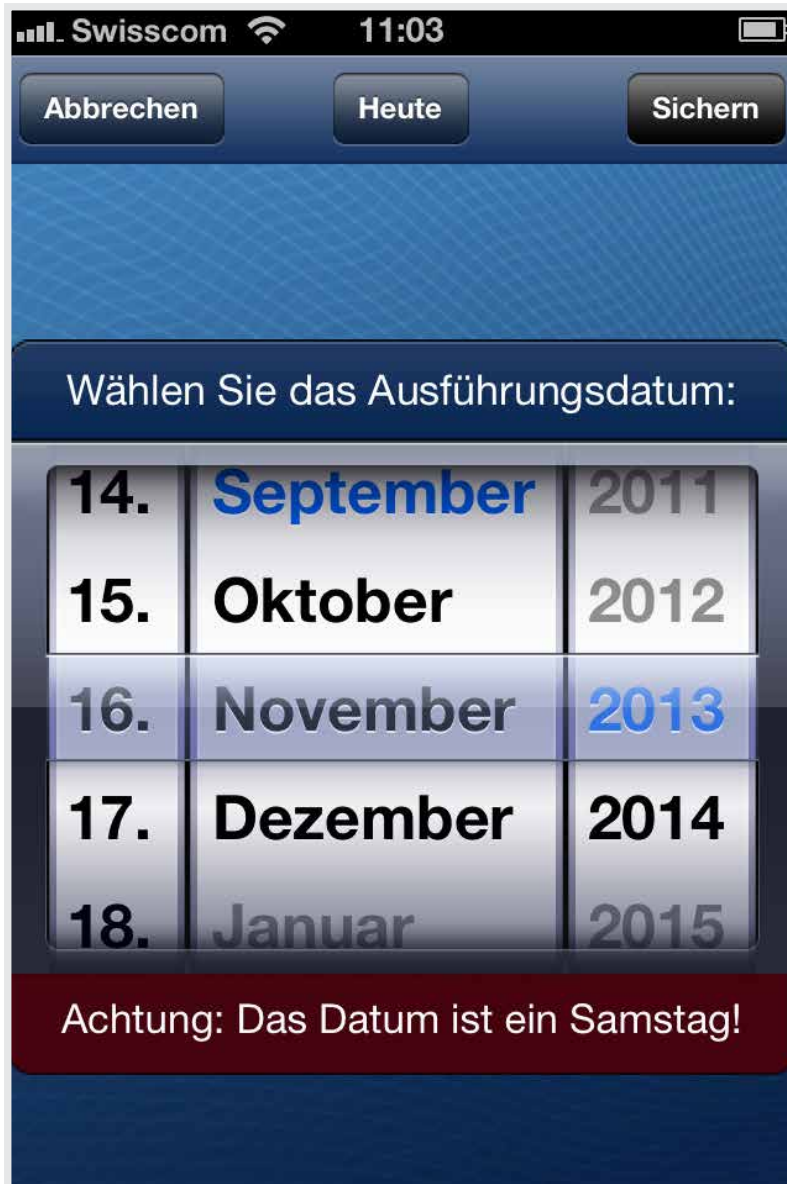 Swisscom 11:03
Abbrechen Heute Sichern
Wählen Sie das Ausführungsdatum:
14. September 2011
15. Oktober 2012
16. November 2013
17. Dezember 2014
18. Januar 2015
Achtung: Das Datum ist ein Samstag!